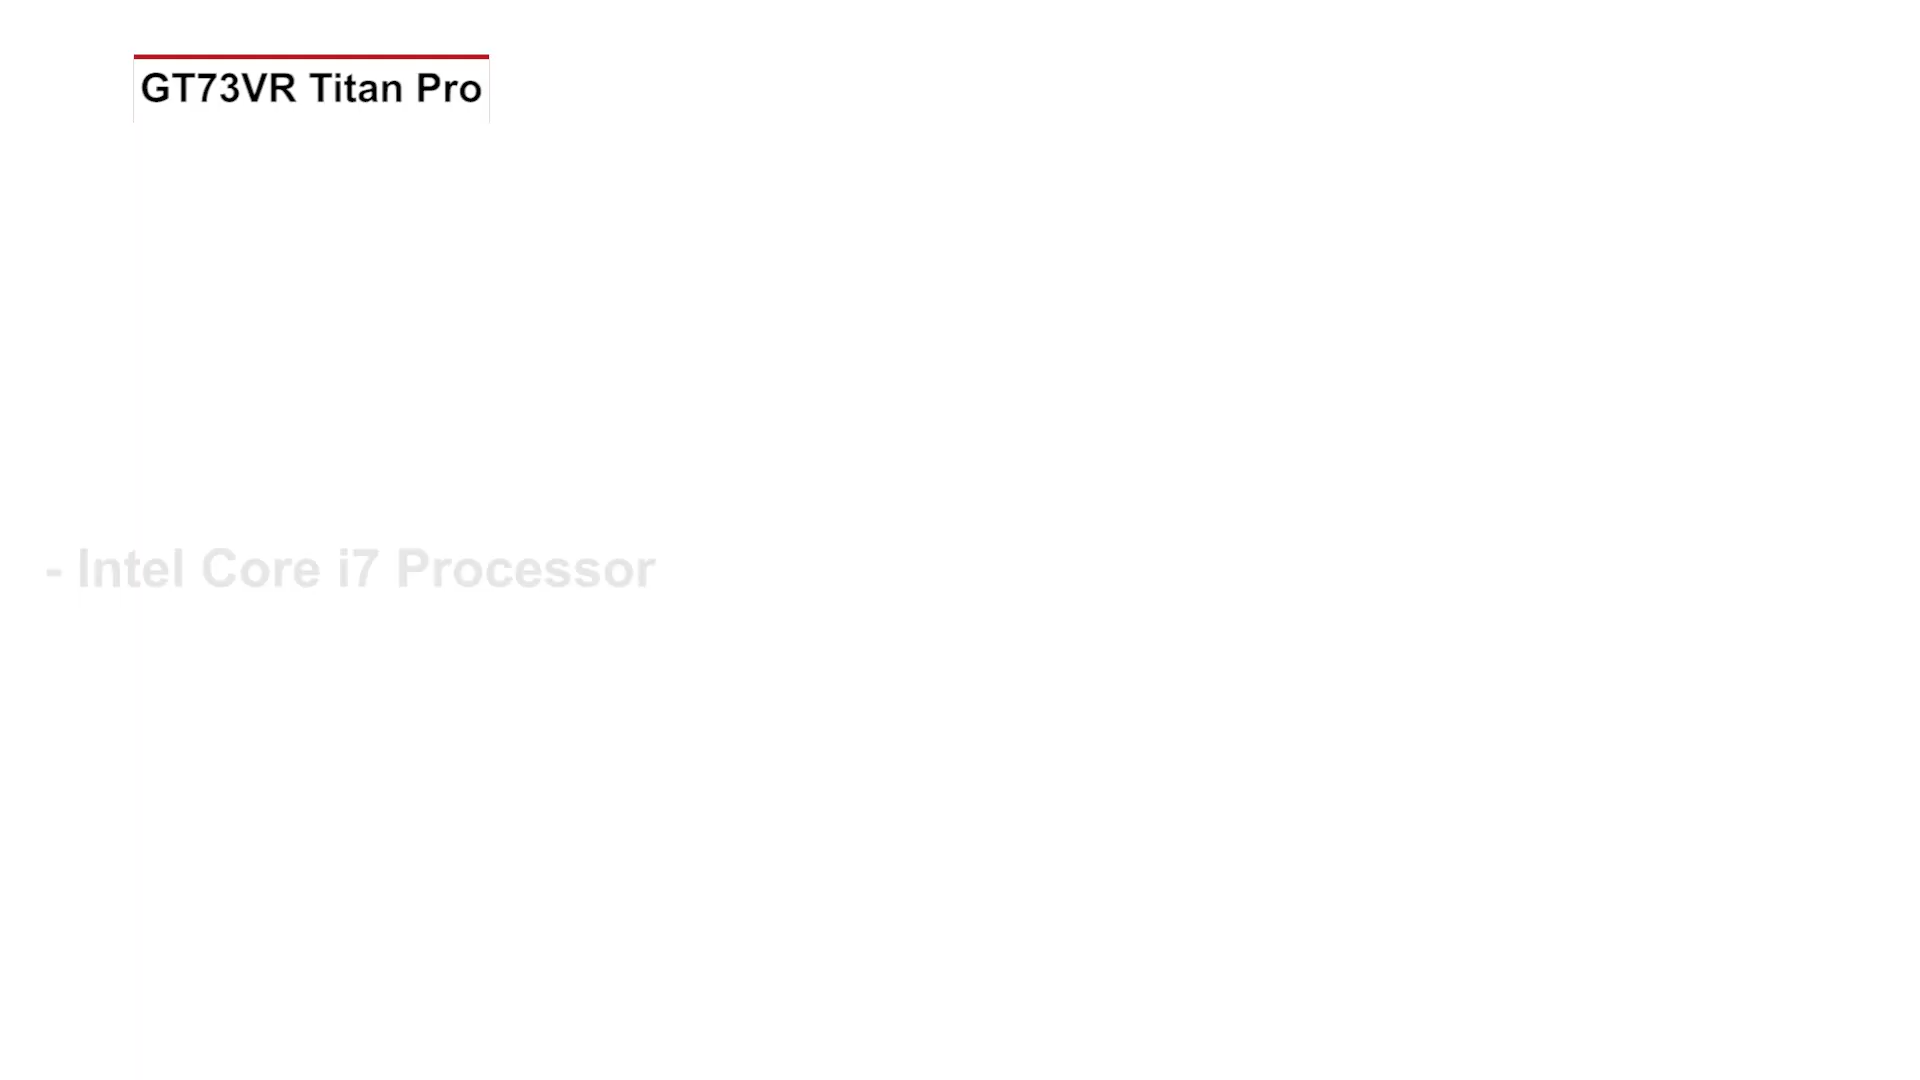 GT73VR Titan Pro
- Intel Core i7 Processor